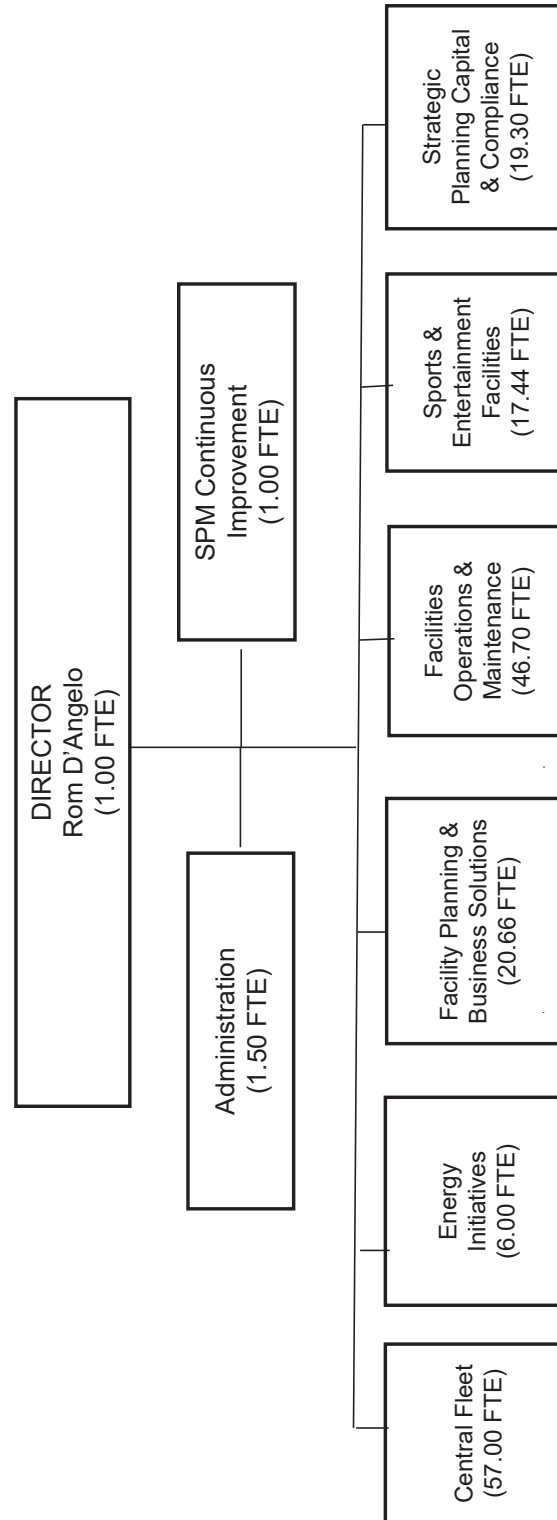 DIRECTOR
Rom D’Angelo
(1.00 FTE)
Administration
(1.50 FTE)
SPM Continuous
Improvement
(1.00 FTE)
Central Fleet
(57.00 FTE)
Energy
Initiatives
(6.00 FTE)
Facility Planning &
Business Solutions
(20.66 FTE)
Facilities
Operations &
Maintenance
(46.70 FTE)
Sports &
Entertainment
Facilities
(17.44 FTE)
Strategic
Planning Capital
& Compliance
(19.30 FTE)